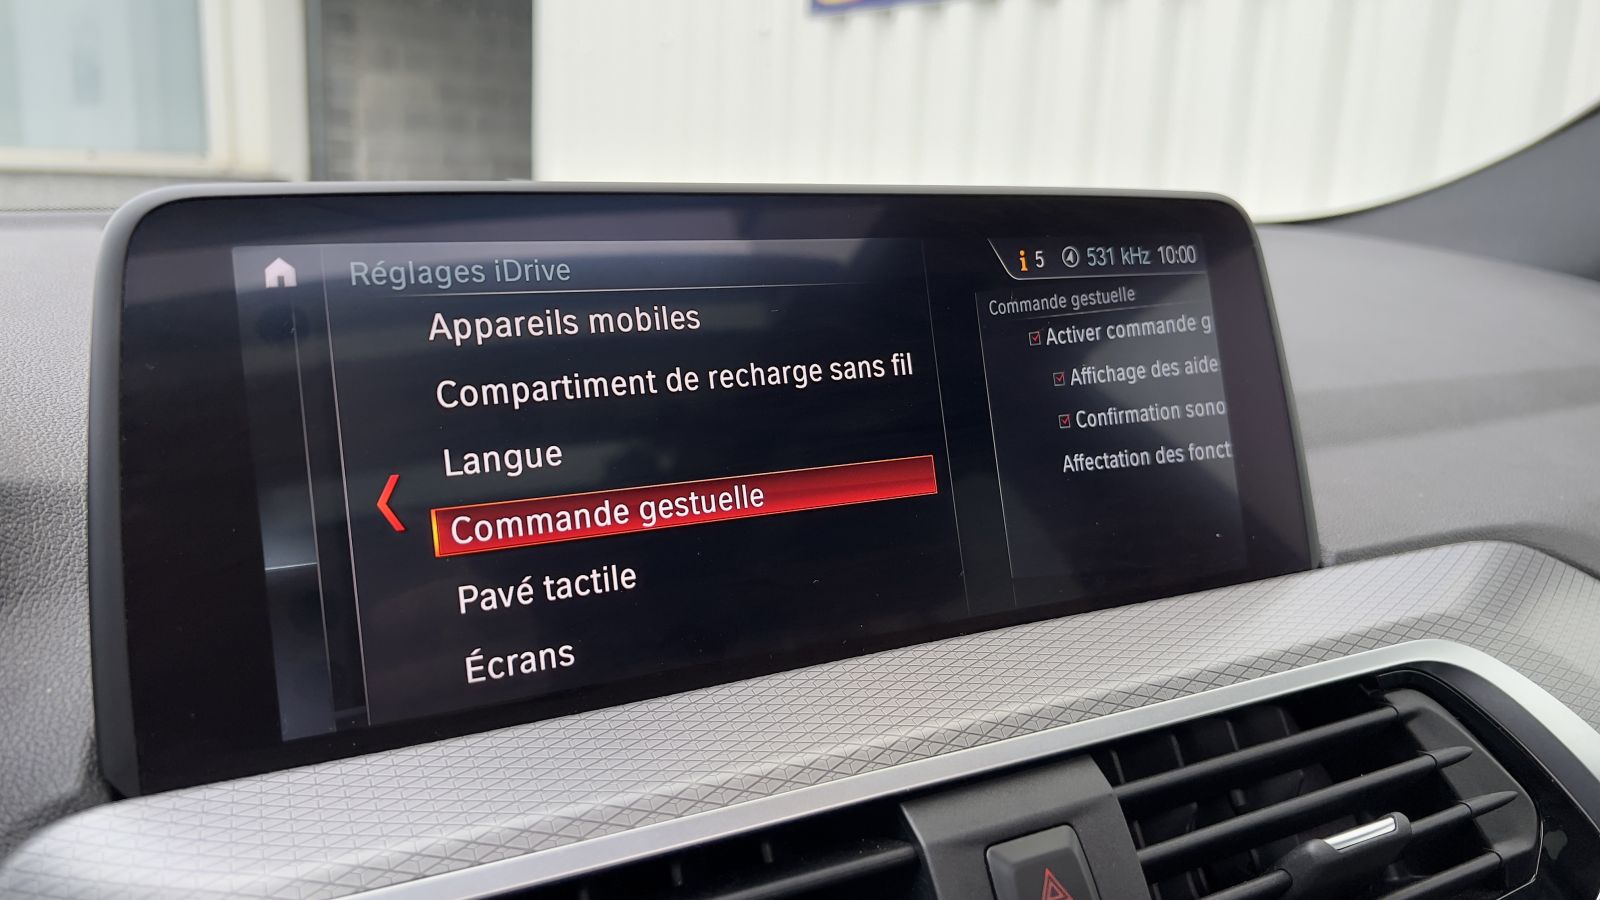 Réglages iDrive
i 5 531 kHz 10:00
Appareils mobiles
Compartiment de recharge sans fil
Langue
Commande gestuelle
Pavé tactile
Écrans
Commande gestuelle
Activer commande g
Affichage des aide
Confirmation sono
Affectation des fonct